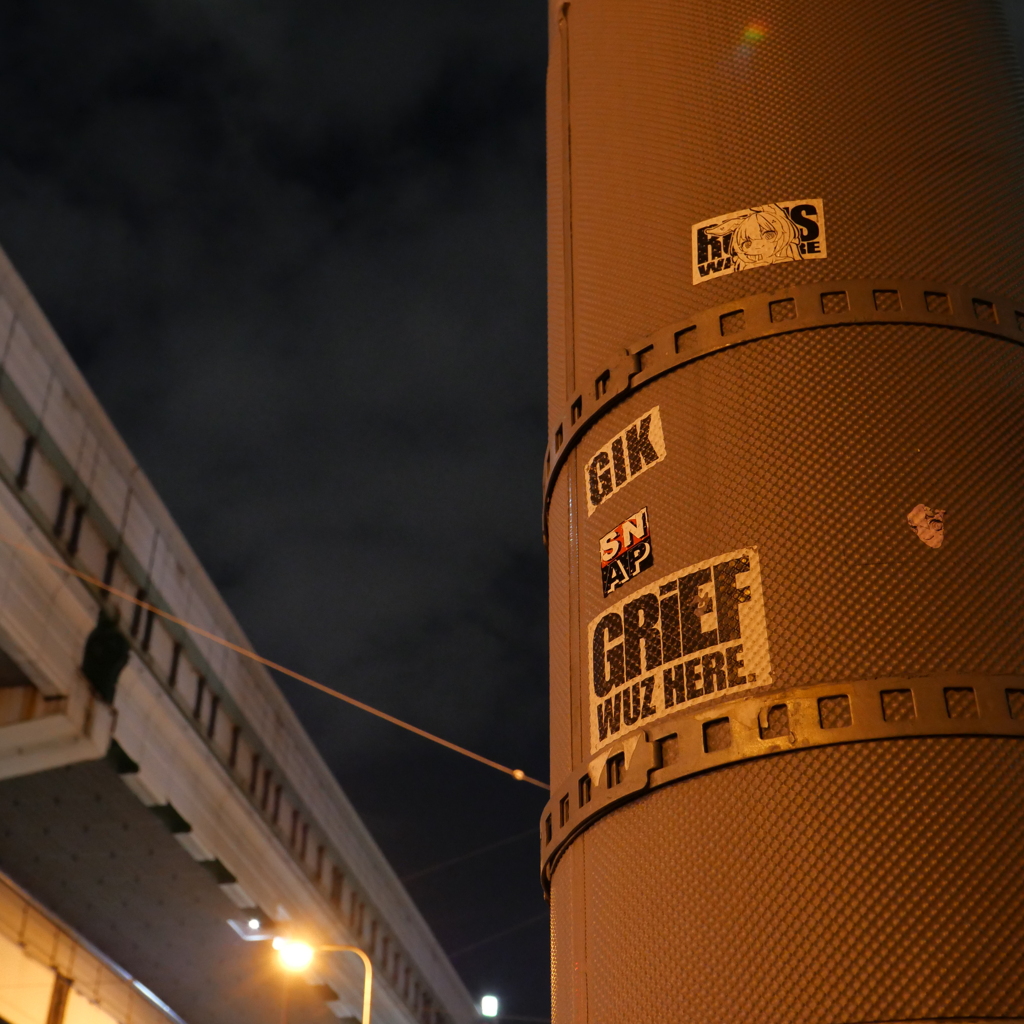 GIK
SN
AP
GRiEF
WUZ HERE.